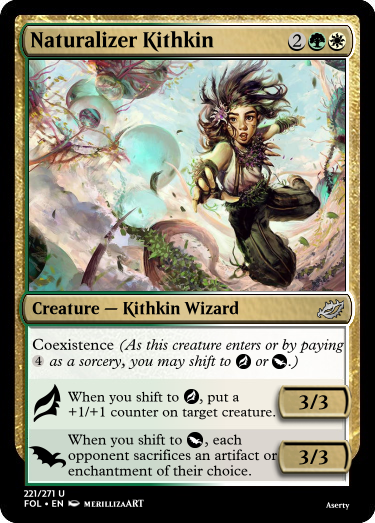 Naturalizer Kithkin 2
Creature — Kithkin Wizard
Coexistence (As this creature enters or by paying
4 as a sorcery, you may shift to or .)
When you shift to , put a
+1/+1 counter on target creature.
3/3
When you shift to , each
opponent sacrifices an artifact or
enchantment of their choice.
3/3
221/271 U
FOL • EN MERILLIZAART
Aserty